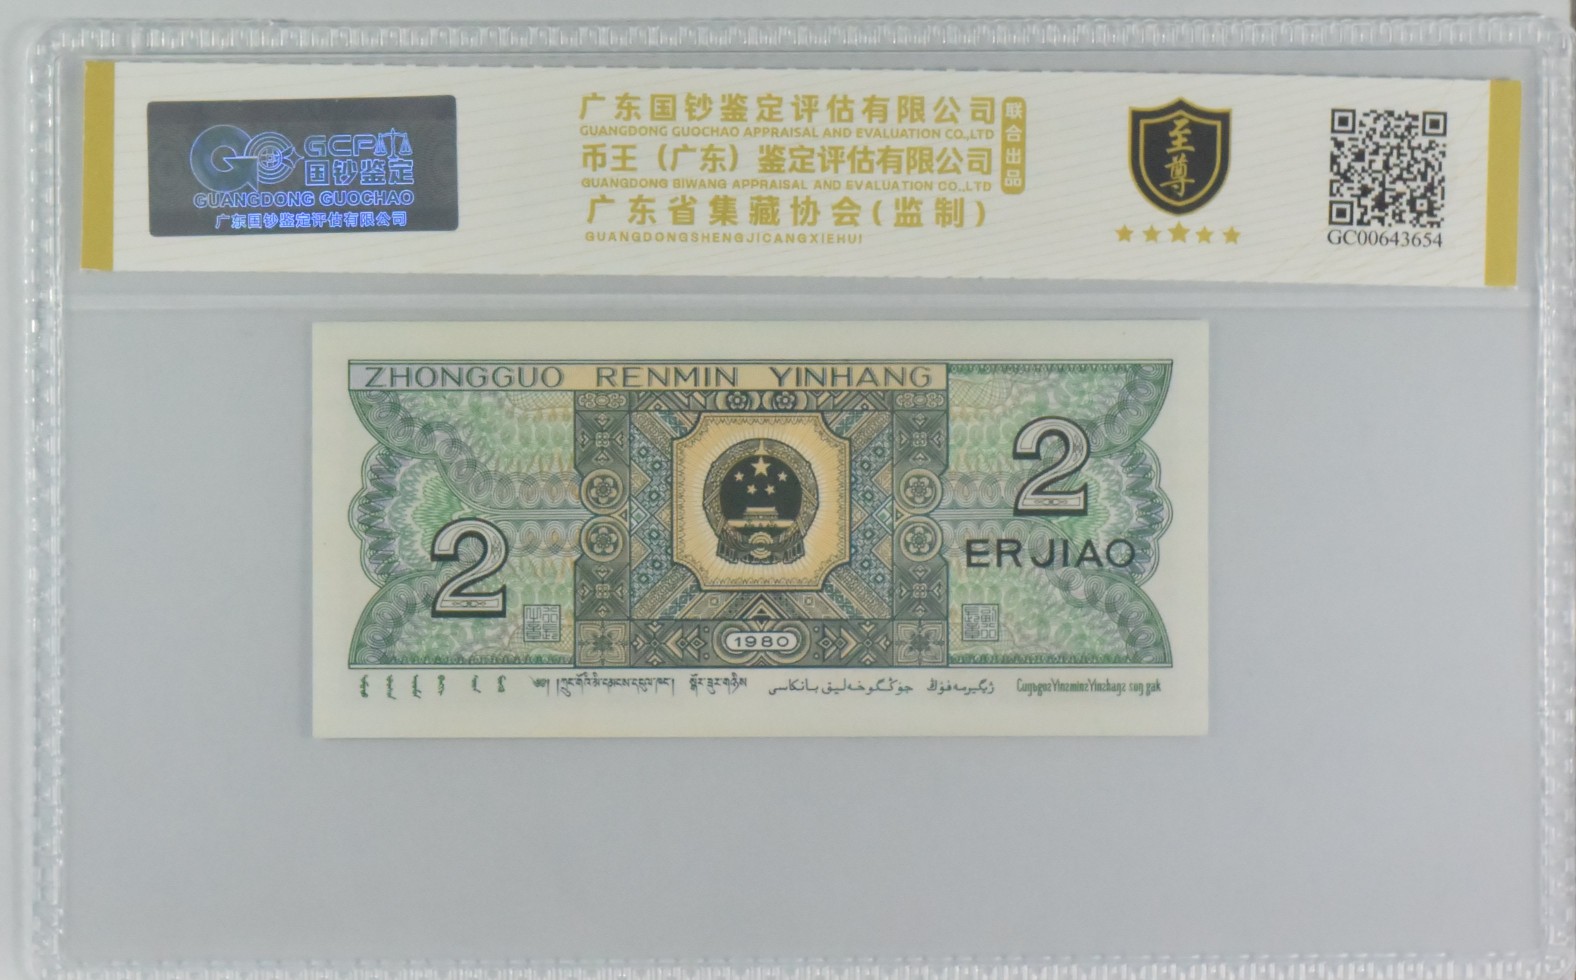 GCP
国钞鉴定
GUANGDONG GUOCHAO
广东国钞鉴定评估有限公司
广东国钞鉴定评估有限公司
GUANGDONG GUOCHAO APPRAISAL AND EVALUATION CO.,LTD
币王（广东）鉴定评估有限公司
GUANGDONG BIWANG APPRAISAL AND EVALUATION CO.,LTD
广东省集藏协会(监制)
GUANGDONGSHENGJICANGXIEHUI
联合出品
至尊
GC00643654
ZHONGGUO RENMIN YINHANG
2
2
ER JIAO
1980